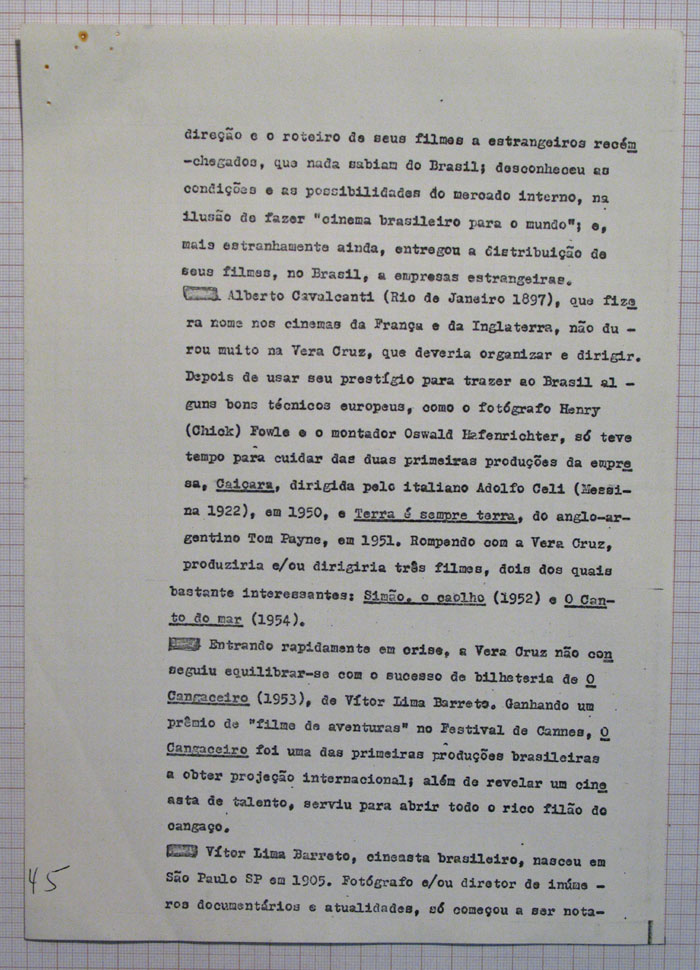 direção e o roteiro de seus filmes a estrangeiros recém
-chegados, que nada sabiam do Brasil; desconheceu as
condições e as possibilidades do mercado interno, na
ilusão de fazer "cinema brasileiro para o mundo"; e,
mais estranhamente ainda, entregou a distribuição de
seus filmes, no Brasil, a empresas estrangeiras.
Alberto Cavalcanti (Rio de Janeiro 1897), que fize
ra nome nos cinemas da França e da Inglaterra, não du -
rou muito na Vera Cruz, que deveria organizar e dirigir.
Depois de usar seu prestígio para trazer ao Brasil al -
guns bons técnicos europeus, como o fotógrafo Henry
(Chick) Fowle e o montador Oswald Hafenrichter, só teve
tempo para cuidar das duas primeiras produções da empre
sa, Caiçara, dirigida pelo italiano Adolfo Celi (Messi-
na 1922), em 1950, e Terra é sempre terra, do anglo-ar-
gentino Tom Payne, em 1951. Rompendo com a Vera Cruz,
produziria e/ou dirigiria três filmes, dois dos quais
bastante interessantes: Simão, o caolho (1952) e O Can-
to do mar (1954).
Entrando rapidamente em crise, a Vera Cruz não con
seguiu equilibrar-se com o sucesso de bilheteria de O
Cangaceiro (1953), de Vítor Lima Barreto. Ganhando um
prêmio de "filme de aventuras" no Festival de Cannes, O
Cangaceiro foi uma das primeiras produções brasileiras
a obter projeção internacional; além de revelar um cine
asta de talento, serviu para abrir todo o rico filão do
cangaço.
Vítor Lima Barreto, cineasta brasileiro, nasceu em
São Paulo SP em 1905. Fotógrafo e/ou diretor de inúme -
ros documentários e atualidades, só começou a ser nota-
45